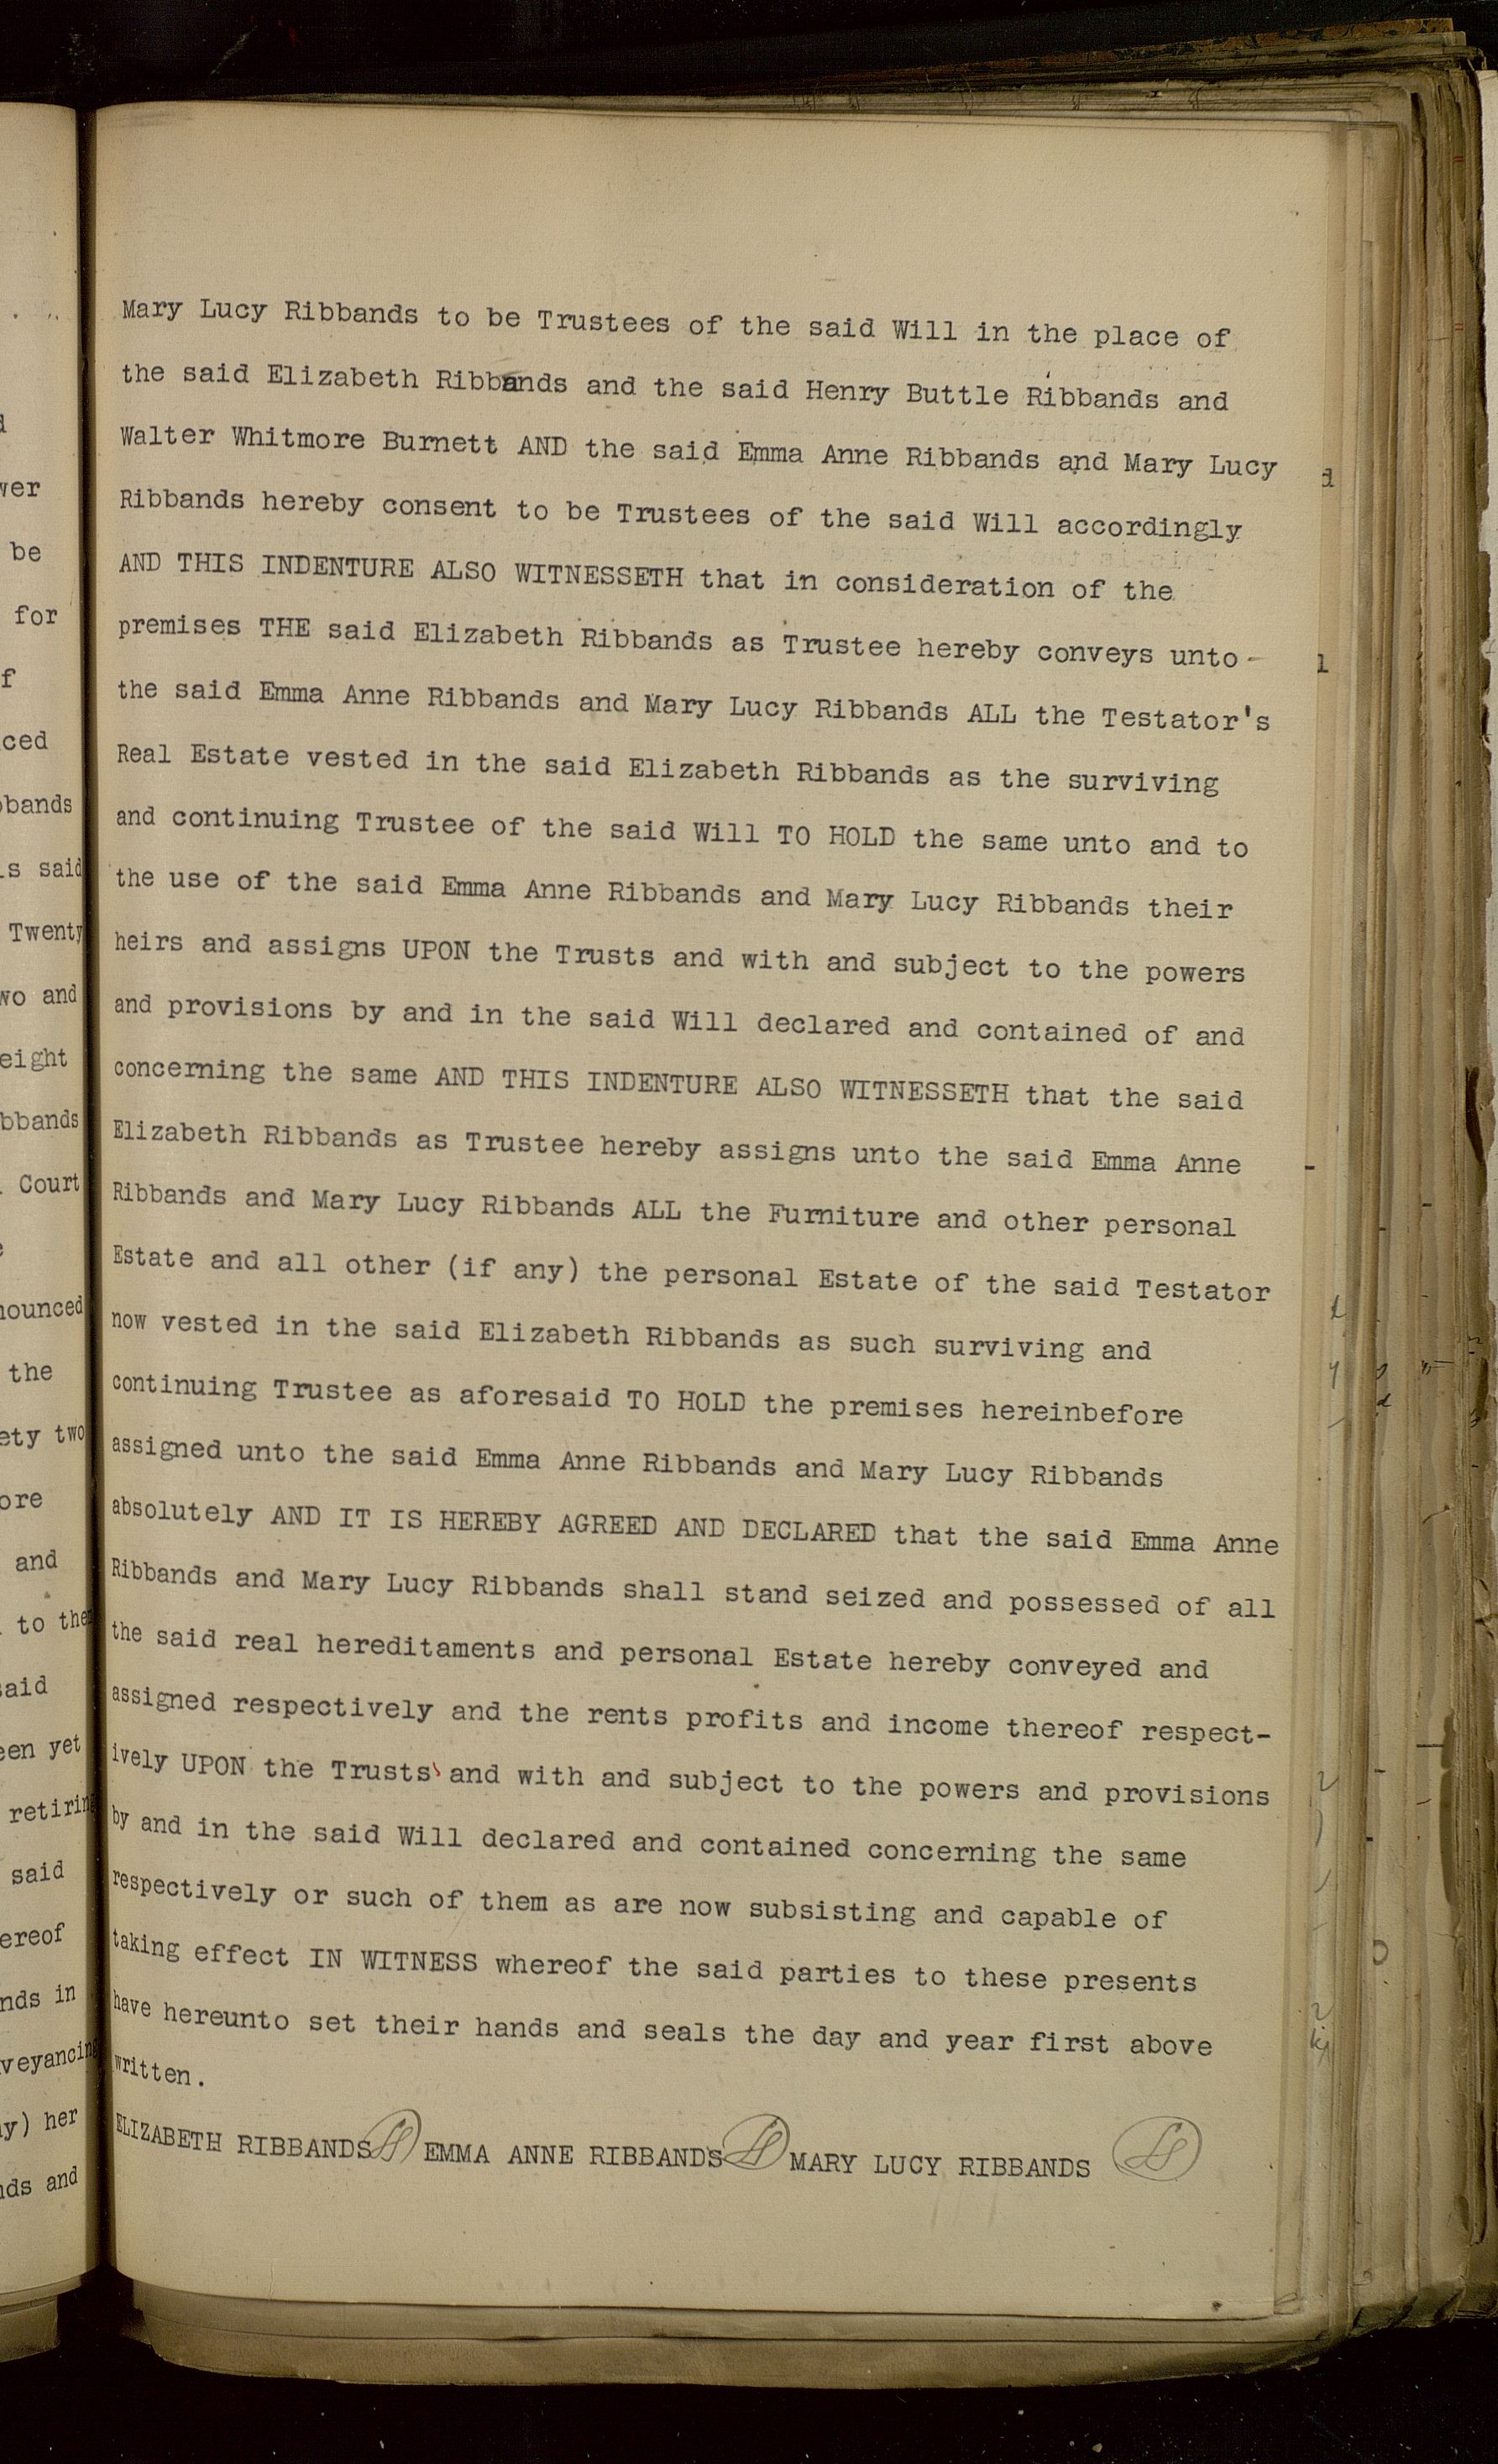 Mary Lucy Ribbands to be Trustees of the said Will in the place of
the said Elizabeth Ribbands and the said Henry Buttle Ribbands and
Walter Whitmore Burnett AND the said Emma Anne Ribbands and Mary Lucy
Ribbands hereby consent to be Trustees of the said Will accordingly
AND THIS INDENTURE ALSO WITNESSETH that in consideration of the
premises THE said Elizabeth Ribbands as Trustee hereby conveys unto -
the said Emma Anne Ribbands and Mary Lucy Ribbands ALL the Testator's
Real Estate vested in the said Elizabeth Ribbands as the surviving
and continuing Trustee of the said Will TO HOLD the same unto and to
the use of the said Emma Anne Ribbands and Mary Lucy Ribbands their
heirs and assigns UPON the Trusts and with and subject to the powers
and provisions by and in the said Will declared and contained of and
concerning the same AND THIS INDENTURE ALSO WITNESSETH that the said
Elizabeth Ribbands as Trustee hereby assigns unto the said Emma Anne
Ribbands and Mary Lucy Ribbands ALL the Furniture and other personal
Estate and all other (if any) the personal Estate of the said Testator
now vested in the said Elizabeth Ribbands as such surviving and
continuing Trustee as aforesaid TO HOLD the premises hereinbefore
assigned unto the said Emma Anne Ribbands and Mary Lucy Ribbands
absolutely AND IT IS HEREBY AGREED AND DECLARED that the said Emma Anne
Ribbands and Mary Lucy Ribbands shall stand seized and possessed of all
the said real hereditaments and personal Estate hereby conveyed and
assigned respectively and the rents profits and income thereof respect-
ively UPON the Trusts and with and subject to the powers and provisions
by and in the said Will declared and contained concerning the same
respectively or such of them as are now subsisting and capable of
taking effect IN WITNESS whereof the said parties to these presents
have hereunto set their hands and seals the day and year first above
written.
ELIZABETH RIBBANDS LS EMMA ANNE RIBBANDS LS MARY LUCY RIBBANDS LS